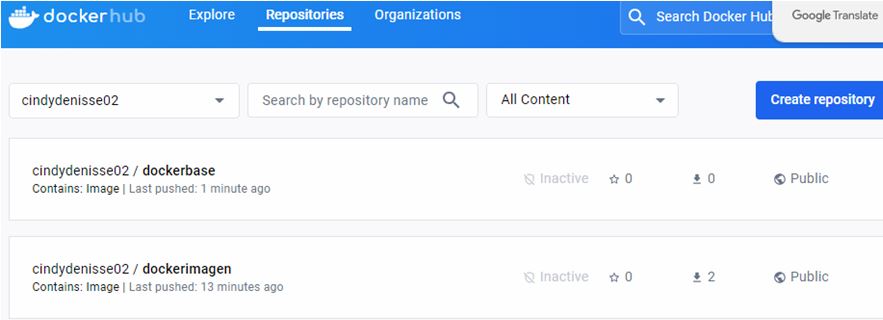 dockerhub Explore Repositories Organizations Search Docker Hub Google Translate
cindydenisse02 Search by repository name All Content Create repository
cindydenisse02 / dockerbase Inactive 0 0 Public
Contains: Image | Last pushed: 1 minute ago
cindydenisse02 / dockerimagen Inactive 0 2 Public
Contains: Image | Last pushed: 13 minutes ago